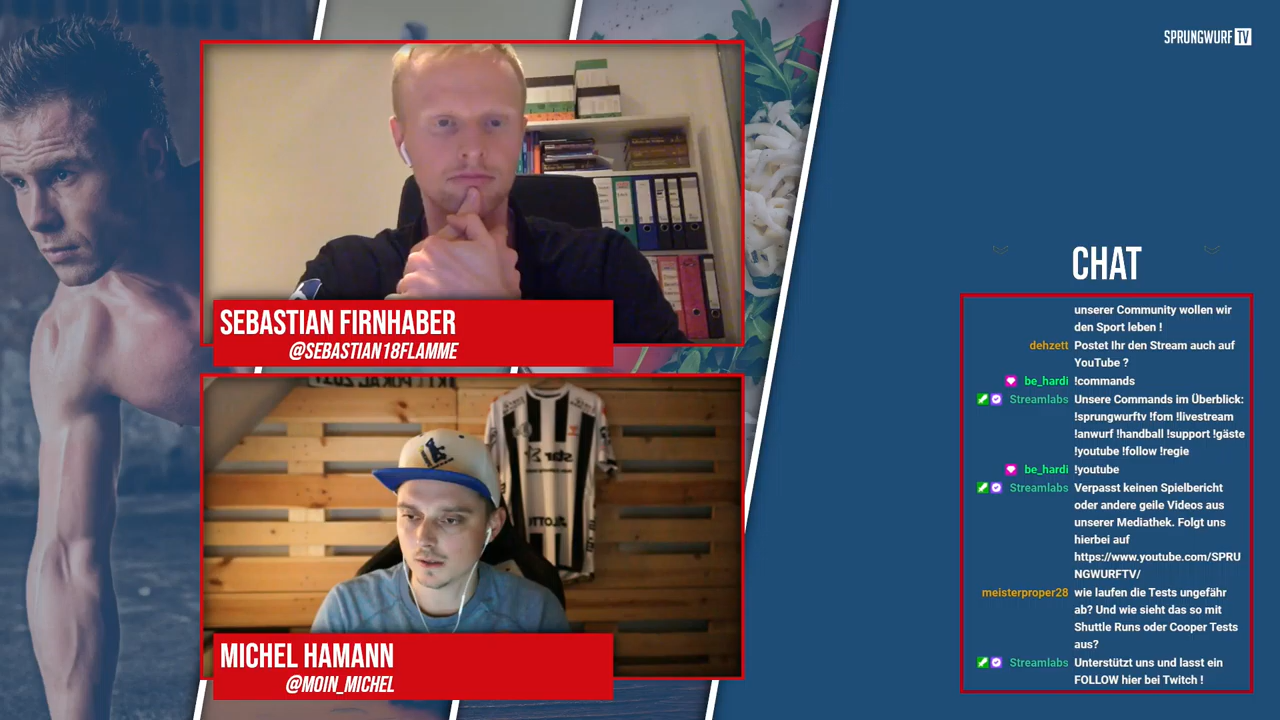 SPRUNGWURF TV
SEBASTIAN FIRNHABER
@SEBASTIAN18FLAMME
MICHEL HAMANN
@MOIN_MICHEL
CHAT
unserer Community wollen wir
den Sport leben !
dehzett Postet Ihr den Stream auch auf
YouTube ?
be_hardi !commands
Streamlabs Unsere Commands im Überblick:
!sprungwurftv !fom !livestream
!anwurf !handball !support !gäste
!youtube !follow !regie
be_hardi !youtube
Streamlabs Verpasst keinen Spielbericht
oder andere geile Videos aus
unserer Mediathek. Folgt uns
hierbei auf
https://www.youtube.com/SPRU
NGWURFTV/
meisterproper28 wie laufen die Tests ungefähr
ab? Und wie sieht das so mit
Shuttle Runs oder Cooper Tests
aus?
Streamlabs Unterstützt uns und lasst ein
FOLLOW hier bei Twitch !